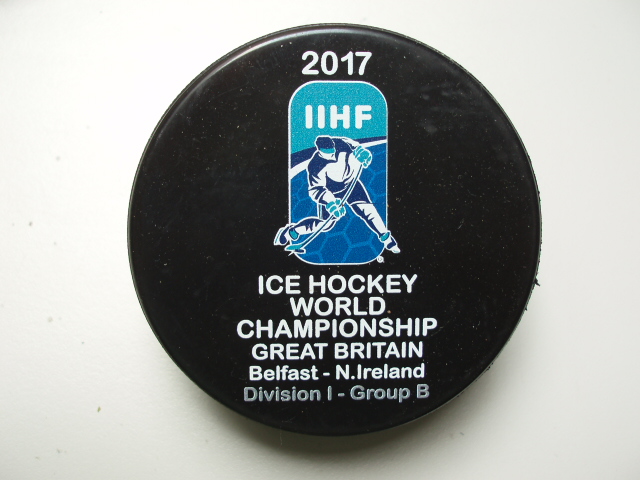 2017
IIHF
ICE HOCKEY
WORLD
CHAMPIONSHIP
GREAT BRITAIN
Belfast - N.Ireland
Division I - Group B